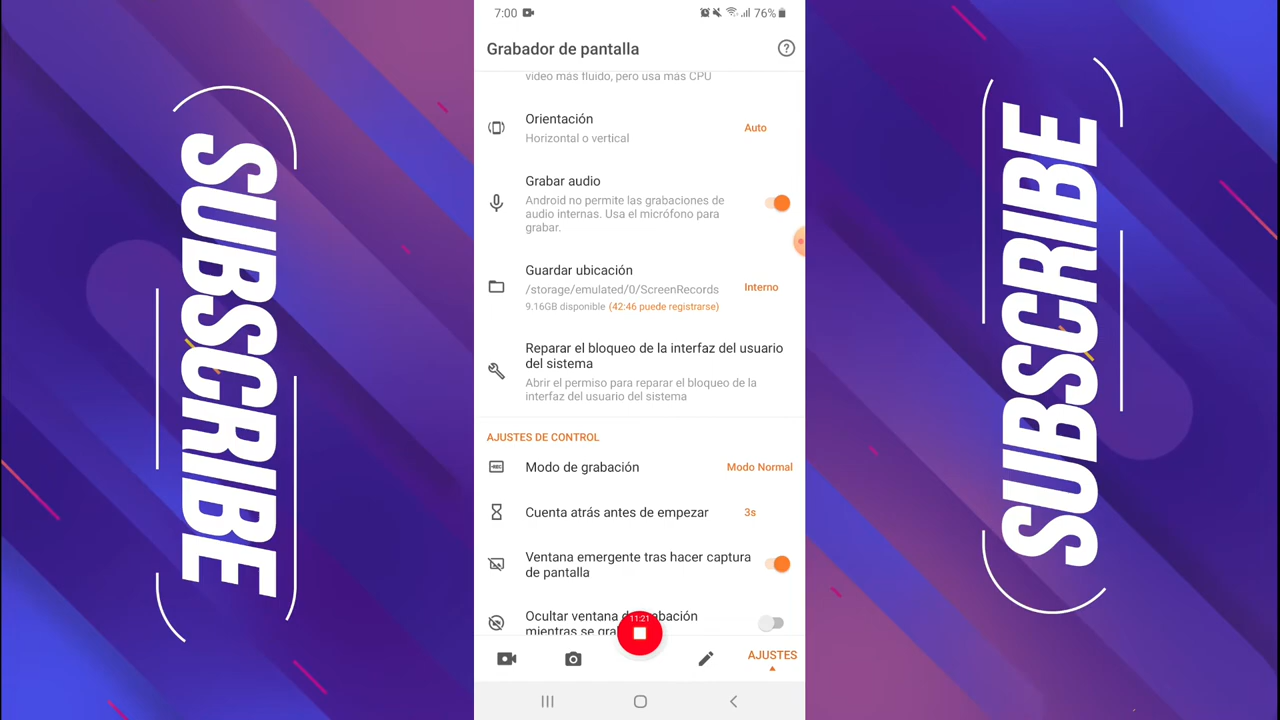 SUBSCRIBE
7:00
76%
Grabador de pantalla
video más fluido, pero usa más CPU
Orientación
Horizontal o vertical
Auto
Grabar audio
Android no permite las grabaciones de
audio internas. Usa el micrófono para
grabar.
Guardar ubicación
/storage/emulated/0/ScreenRecords
9.16GB disponible (42:46 puede registrarse)
Interno
Reparar el bloqueo de la interfaz del usuario
del sistema
Abrir el permiso para reparar el bloqueo de la
interfaz del usuario del sistema
AJUSTES DE CONTROL
Modo de grabación
Modo Normal
Cuenta atrás antes de empezar
3s
Ventana emergente tras hacer captura
de pantalla
Ocultar ventana de grabación
mientras se gra
11:21
AJUSTES
SUBSCRIBE